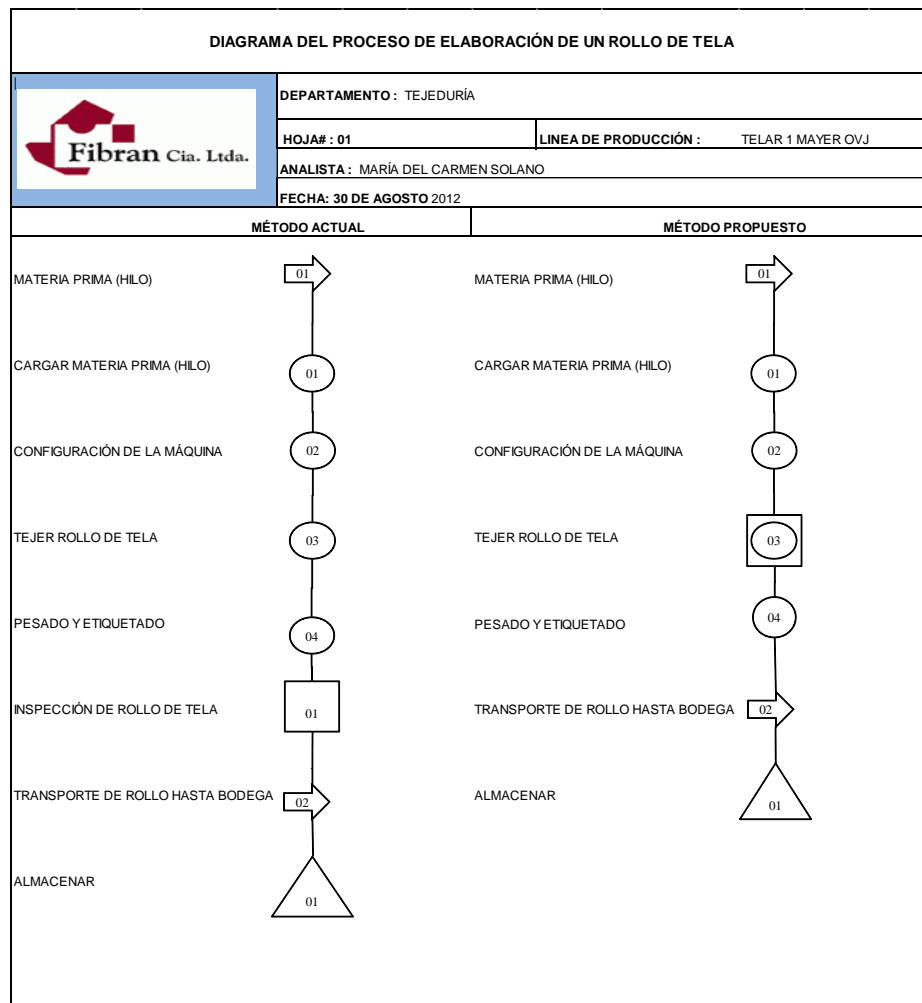 DIAGRAMA DEL PROCESO DE ELABORACIÓN DE UN ROLLO DE TELA
Fibran Cia. Ltda.
DEPARTAMENTO : TEJEDURÍA
HOJA# : 01 LINEA DE PRODUCCIÓN : TELAR 1 MAYER OVJ
ANALISTA : MARÍA DEL CARMEN SOLANO
FECHA: 30 DE AGOSTO 2012
MÉTODO ACTUAL
MATERIA PRIMA (HILO) 01
CARGAR MATERIA PRIMA (HILO) 01
CONFIGURACIÓN DE LA MÁQUINA 02
TEJER ROLLO DE TELA 03
PESADO Y ETIQUETADO 04
INSPECCIÓN DE ROLLO DE TELA 01
TRANSPORTE DE ROLLO HASTA BODEGA 02
ALMACENAR 01
MÉTODO PROPUESTO
MATERIA PRIMA (HILO) 01
CARGAR MATERIA PRIMA (HILO) 01
CONFIGURACIÓN DE LA MÁQUINA 02
TEJER ROLLO DE TELA 03
PESADO Y ETIQUETADO 04
TRANSPORTE DE ROLLO HASTA BODEGA 02
ALMACENAR 01